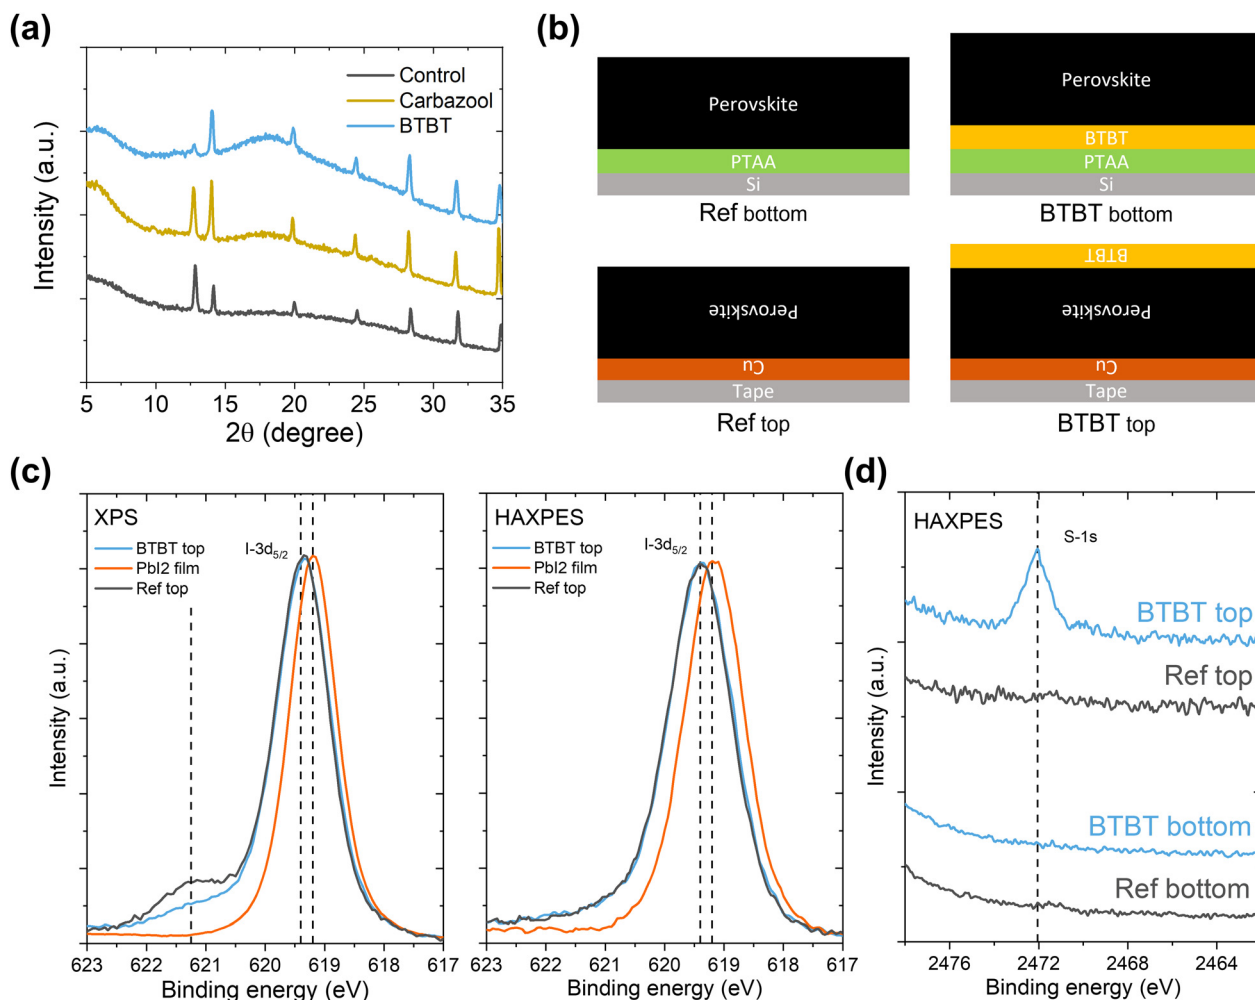 (a)
Control
Carbazool
BTBT
Intensity (a.u.)
5 10 15 20 25 30 35
2θ (degree)
(b)
Perovskite
PTAA
Si
Ref bottom
Perovskite
BTBT
PTAA
Si
BTBT bottom
Perovskite
Cu
Tape
Ref top
BTBT
Perovskite
Cu
Tape
BTBT top
(c)
XPS
BTBT top
PbI2 film
Ref top
I-3d5/2
Intensity (a.u.)
623 622 621 620 619 618 617
Binding energy (eV)
HAXPES
BTBT top
PbI2 film
Ref top
I-3d5/2
623 622 621 620 619 618 617
Binding energy (eV)
(d)
HAXPES
S-1s
BTBT top
Ref top
BTBT bottom
Ref bottom
Intensity (a.u.)
2476 2472 2468 2464
Binding energy (eV)